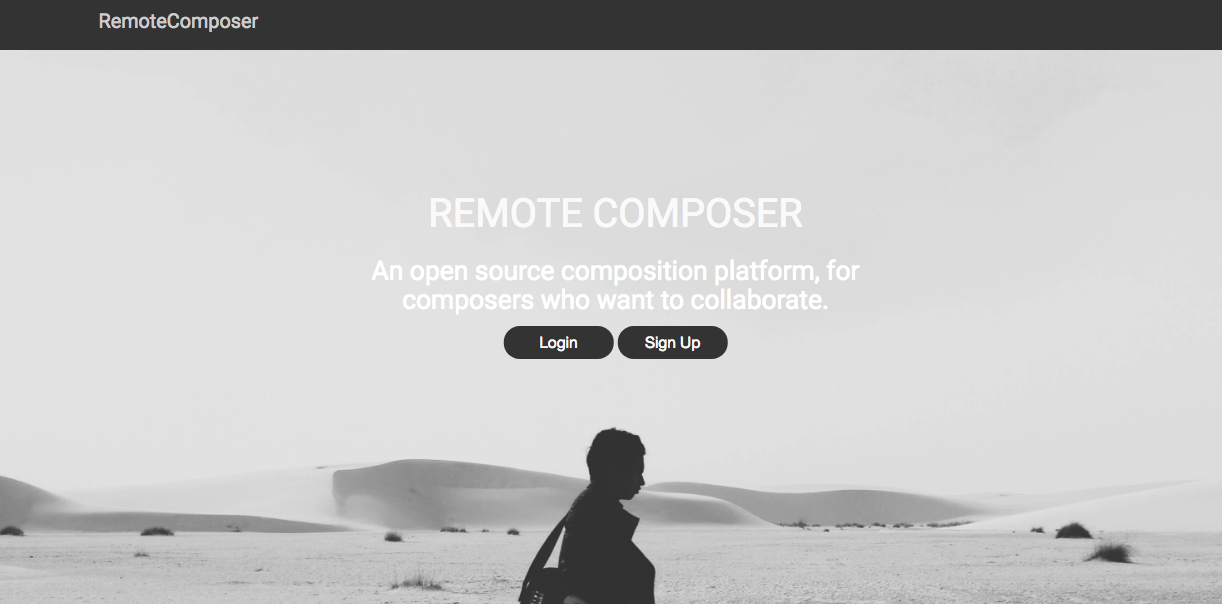 RemoteComposer
REMOTE COMPOSER
An open source composition platform, for
composers who want to collaborate.
Login Sign Up